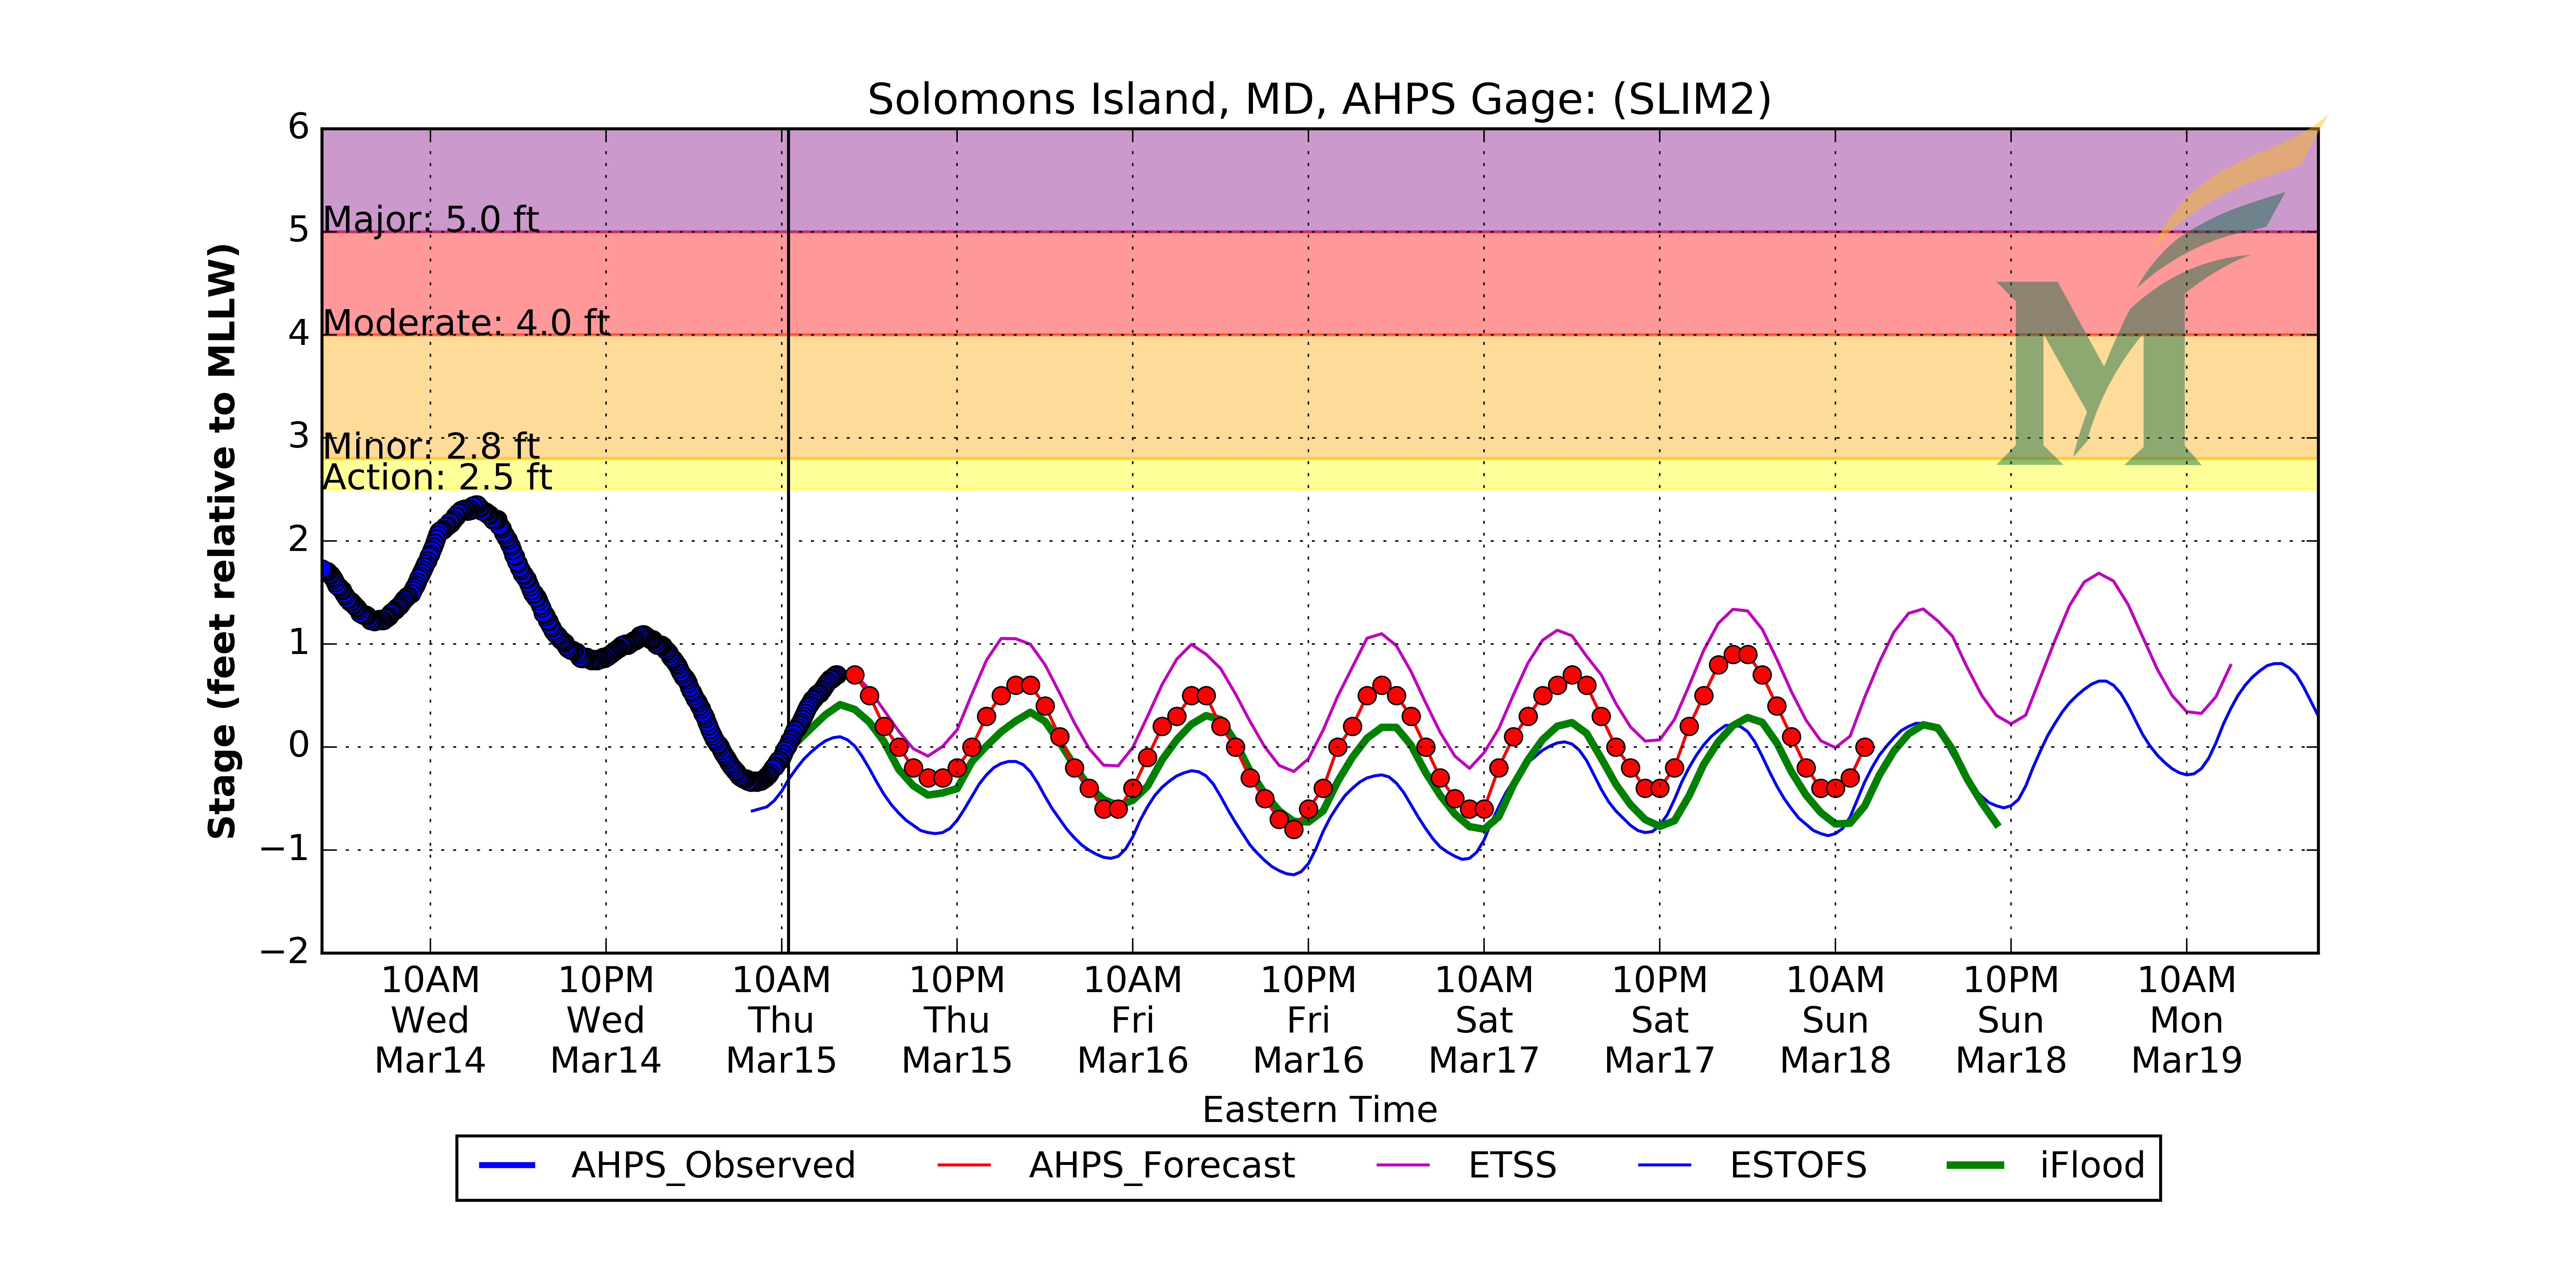 Solomons Island, MD, AHPS Gage: (SLIM2)
6
5
4
3
2
1
0
−1
−2
Stage (feet relative to MLLW)
Major: 5.0 ft
Moderate: 4.0 ft
Minor: 2.8 ft
Action: 2.5 ft
M
10AM 10PM 10AM 10PM 10AM 10PM 10AM 10PM 10AM 10PM 10AM
Wed Wed Thu Thu Fri Fri Sat Sat Sun Sun Mon
Mar14 Mar14 Mar15 Mar15 Mar16 Mar16 Mar17 Mar17 Mar18 Mar18 Mar19
Eastern Time
AHPS_Observed AHPS_Forecast ETSS ESTOFS iFlood